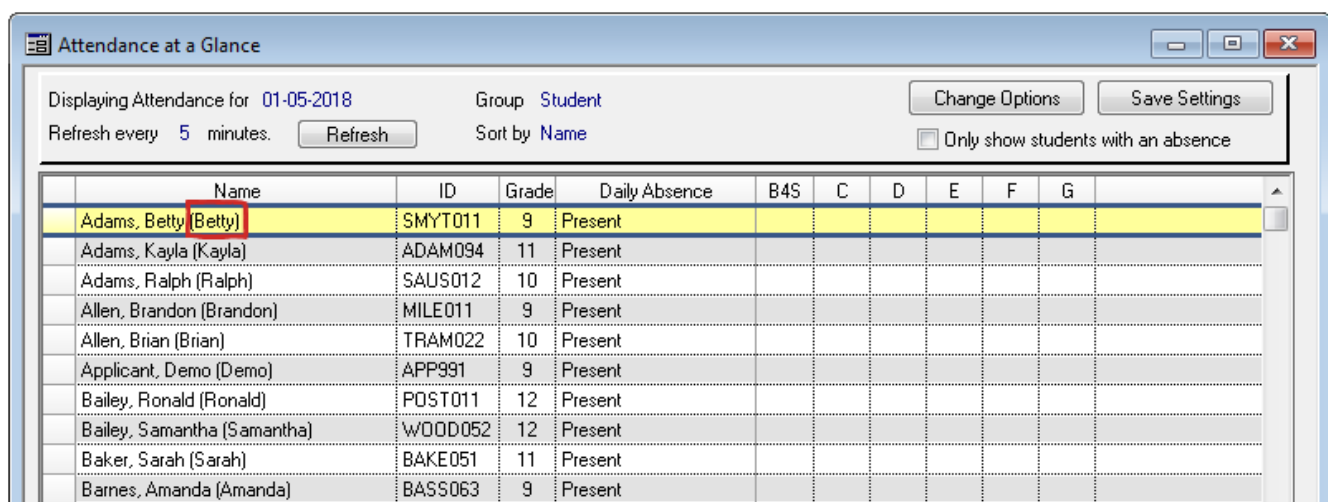 Attendance at a Glance
Displaying Attendance for 01-05-2018 Group Student Change Options Save Settings
Refresh every 5 minutes. Refresh Sort by Name Only show students with an absence
Name ID Grade Daily Absence B4S C D E F G
Adams, Betty (Betty) SMYT011 9 Present
Adams, Kayla (Kayla) ADAM094 11 Present
Adams, Ralph (Ralph) SAUS012 10 Present
Allen, Brandon (Brandon) MILE011 9 Present
Allen, Brian (Brian) TRAM022 10 Present
Applicant, Demo (Demo) APP991 9 Present
Bailey, Ronald (Ronald) POST011 12 Present
Bailey, Samantha (Samantha) WOOD052 12 Present
Baker, Sarah (Sarah) BAKE051 11 Present
Barnes, Amanda (Amanda) BASS063 9 Present